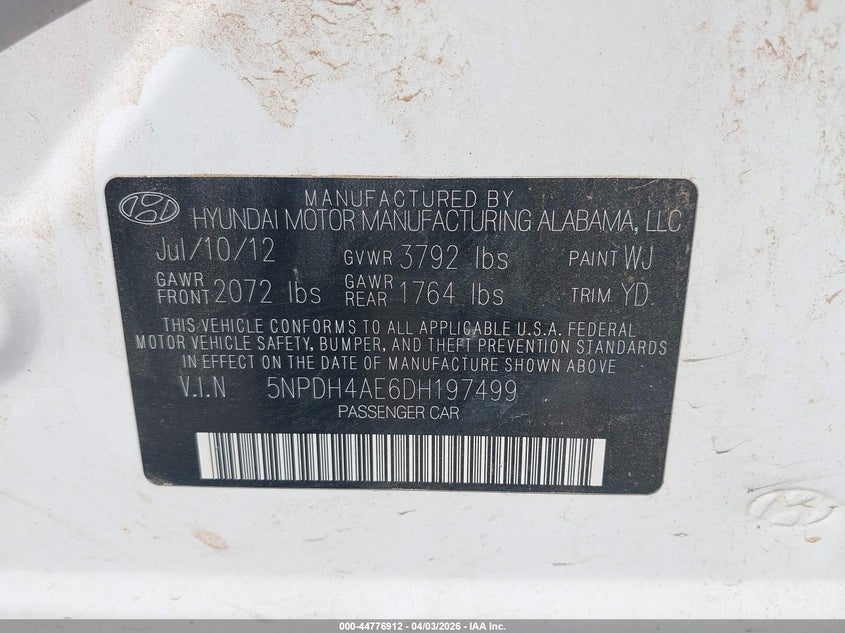 MANUFACTURED BY
HYUNDAI MOTOR MANUFACTURING ALABAMA, LLC
Jul/10/12 GVWR 3792 lbs PAINT WJ
GAWR FRONT 2072 lbs GAWR REAR 1764 lbs TRIM YD.
THIS VEHICLE CONFORMS TO ALL APPLICABLE U.S.A. FEDERAL
MOTOR VEHICLE SAFETY, BUMPER, AND THEFT PREVENTION STANDARDS
IN EFFECT ON THE DATE OF MANUFACTURE SHOWN ABOVE
V.I.N 5NPDH4AE6DH197499
PASSENGER CAR
000-44776912 - 04/03/2026 - IAA Inc.